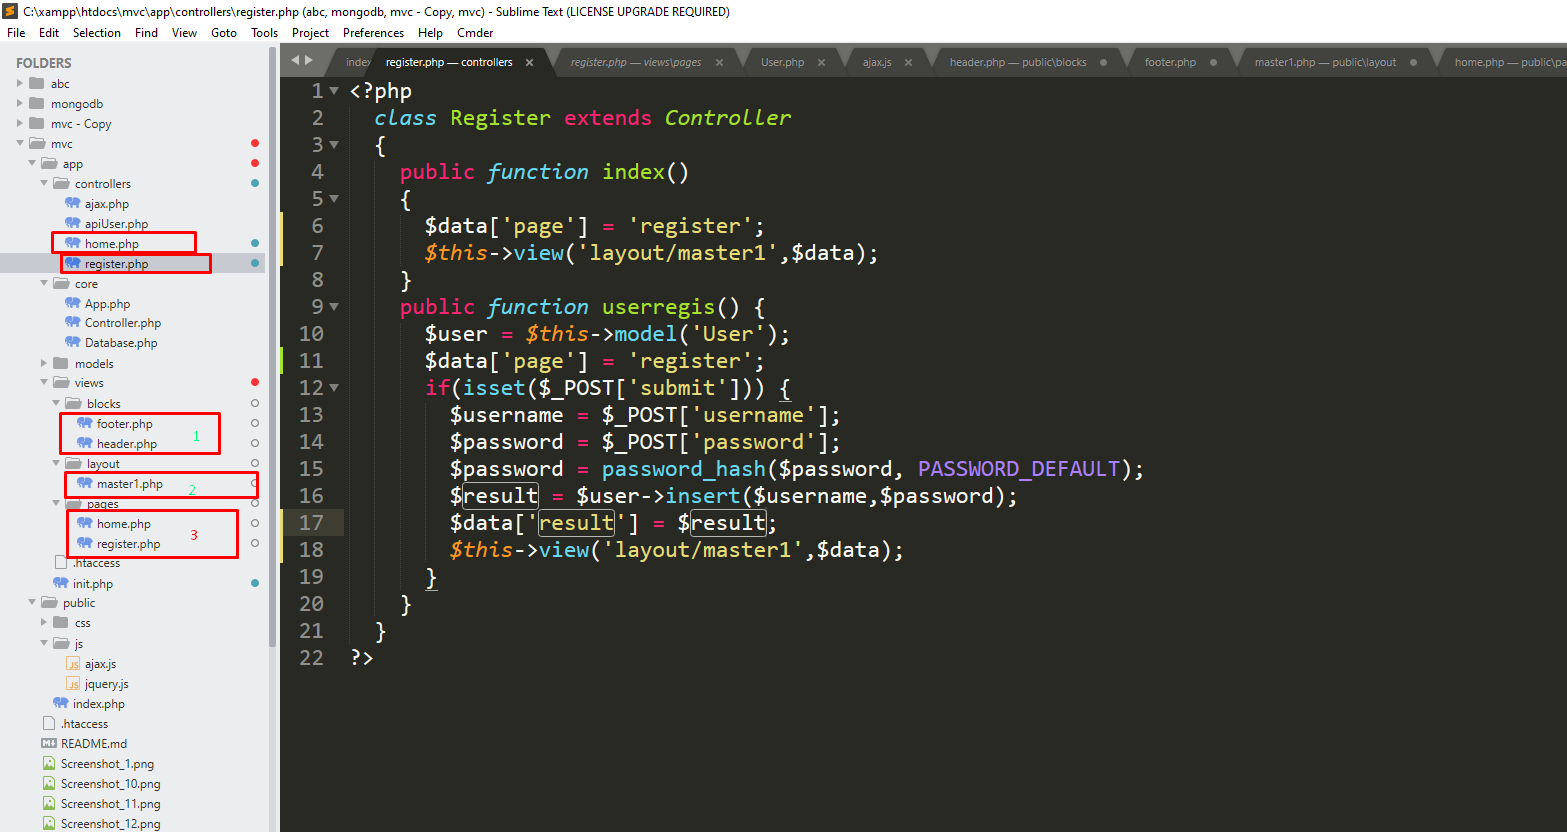 C:\xampp\htdocs\mvc\app\controllers\register.php (abc, mongodb, mvc - Copy, mvc) - Sublime Text (LICENSE UPGRADE REQUIRED)
File Edit Selection Find View Goto Tools Project Preferences Help Cmder
FOLDERS
abc
mongodb
mvc - Copy
mvc
app
controllers
ajax.php
apiUser.php
home.php
register.php
core
App.php
Controller.php
Database.php
models
views
blocks
footer.php
header.php
1
layout
master1.php
2
pages
home.php
register.php
3
.htaccess
init.php
public
css
js
ajax.js
jquery.js
index.php
.htaccess
README.md
Screenshot_1.png
Screenshot_10.png
Screenshot_11.png
Screenshot_12.png
index register.php — controllers register.php — views\pages User.php ajax.js header.php — public\blocks footer.php master1.php — public\layout home.php — public\pa
1 <?php
2 class Register extends Controller
3 {
4 public function index()
5 {
6 $data['page'] = 'register';
7 $this->view('layout/master1',$data);
8 }
9 public function userregis() {
10 $user = $this->model('User');
11 $data['page'] = 'register';
12 if(isset($_POST['submit'])) {
13 $username = $_POST['username'];
14 $password = $_POST['password'];
15 $password = password_hash($password, PASSWORD_DEFAULT);
16 $result = $user->insert($username,$password);
17 $data['result'] = $result;
18 $this->view('layout/master1',$data);
19 }
20 }
21 }
22 ?>